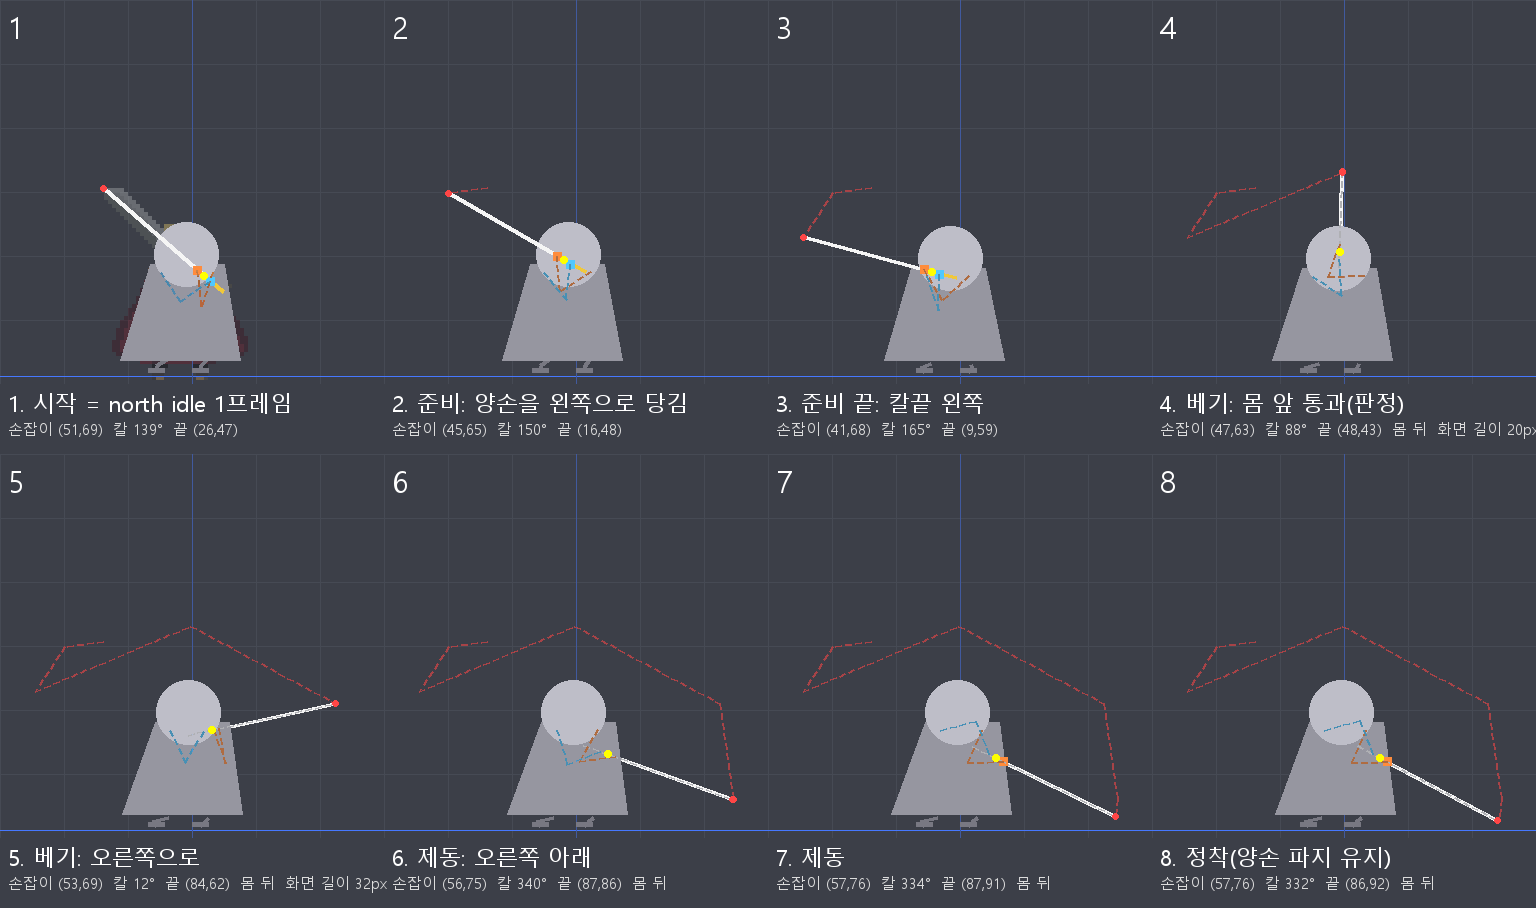 1
2
3
4
1. 시작 = north idle 1프레임
손잡이 (51,69) 칼 139° 끝 (26,47)
2. 준비: 양손을 왼쪽으로 당김
손잡이 (45,65) 칼 150° 끝 (16,48)
3. 준비 끝: 칼끝 왼쪽
손잡이 (41,68) 칼 165° 끝 (9,59)
4. 베기: 몸 앞 통과(판정)
손잡이 (47,63) 칼 88° 끝 (48,43) 몸 뒤 화면 길이 20px
5
6
7
8
5. 베기: 오른쪽으로
손잡이 (53,69) 칼 12° 끝 (84,62) 몸 뒤 화면 길이 32px
6. 제동: 오른쪽 아래
손잡이 (56,75) 칼 340° 끝 (87,86) 몸 뒤
7. 제동
손잡이 (57,76) 칼 334° 끝 (87,91) 몸 뒤
8. 정착(양손 파지 유지)
손잡이 (57,76) 칼 332° 끝 (86,92) 몸 뒤